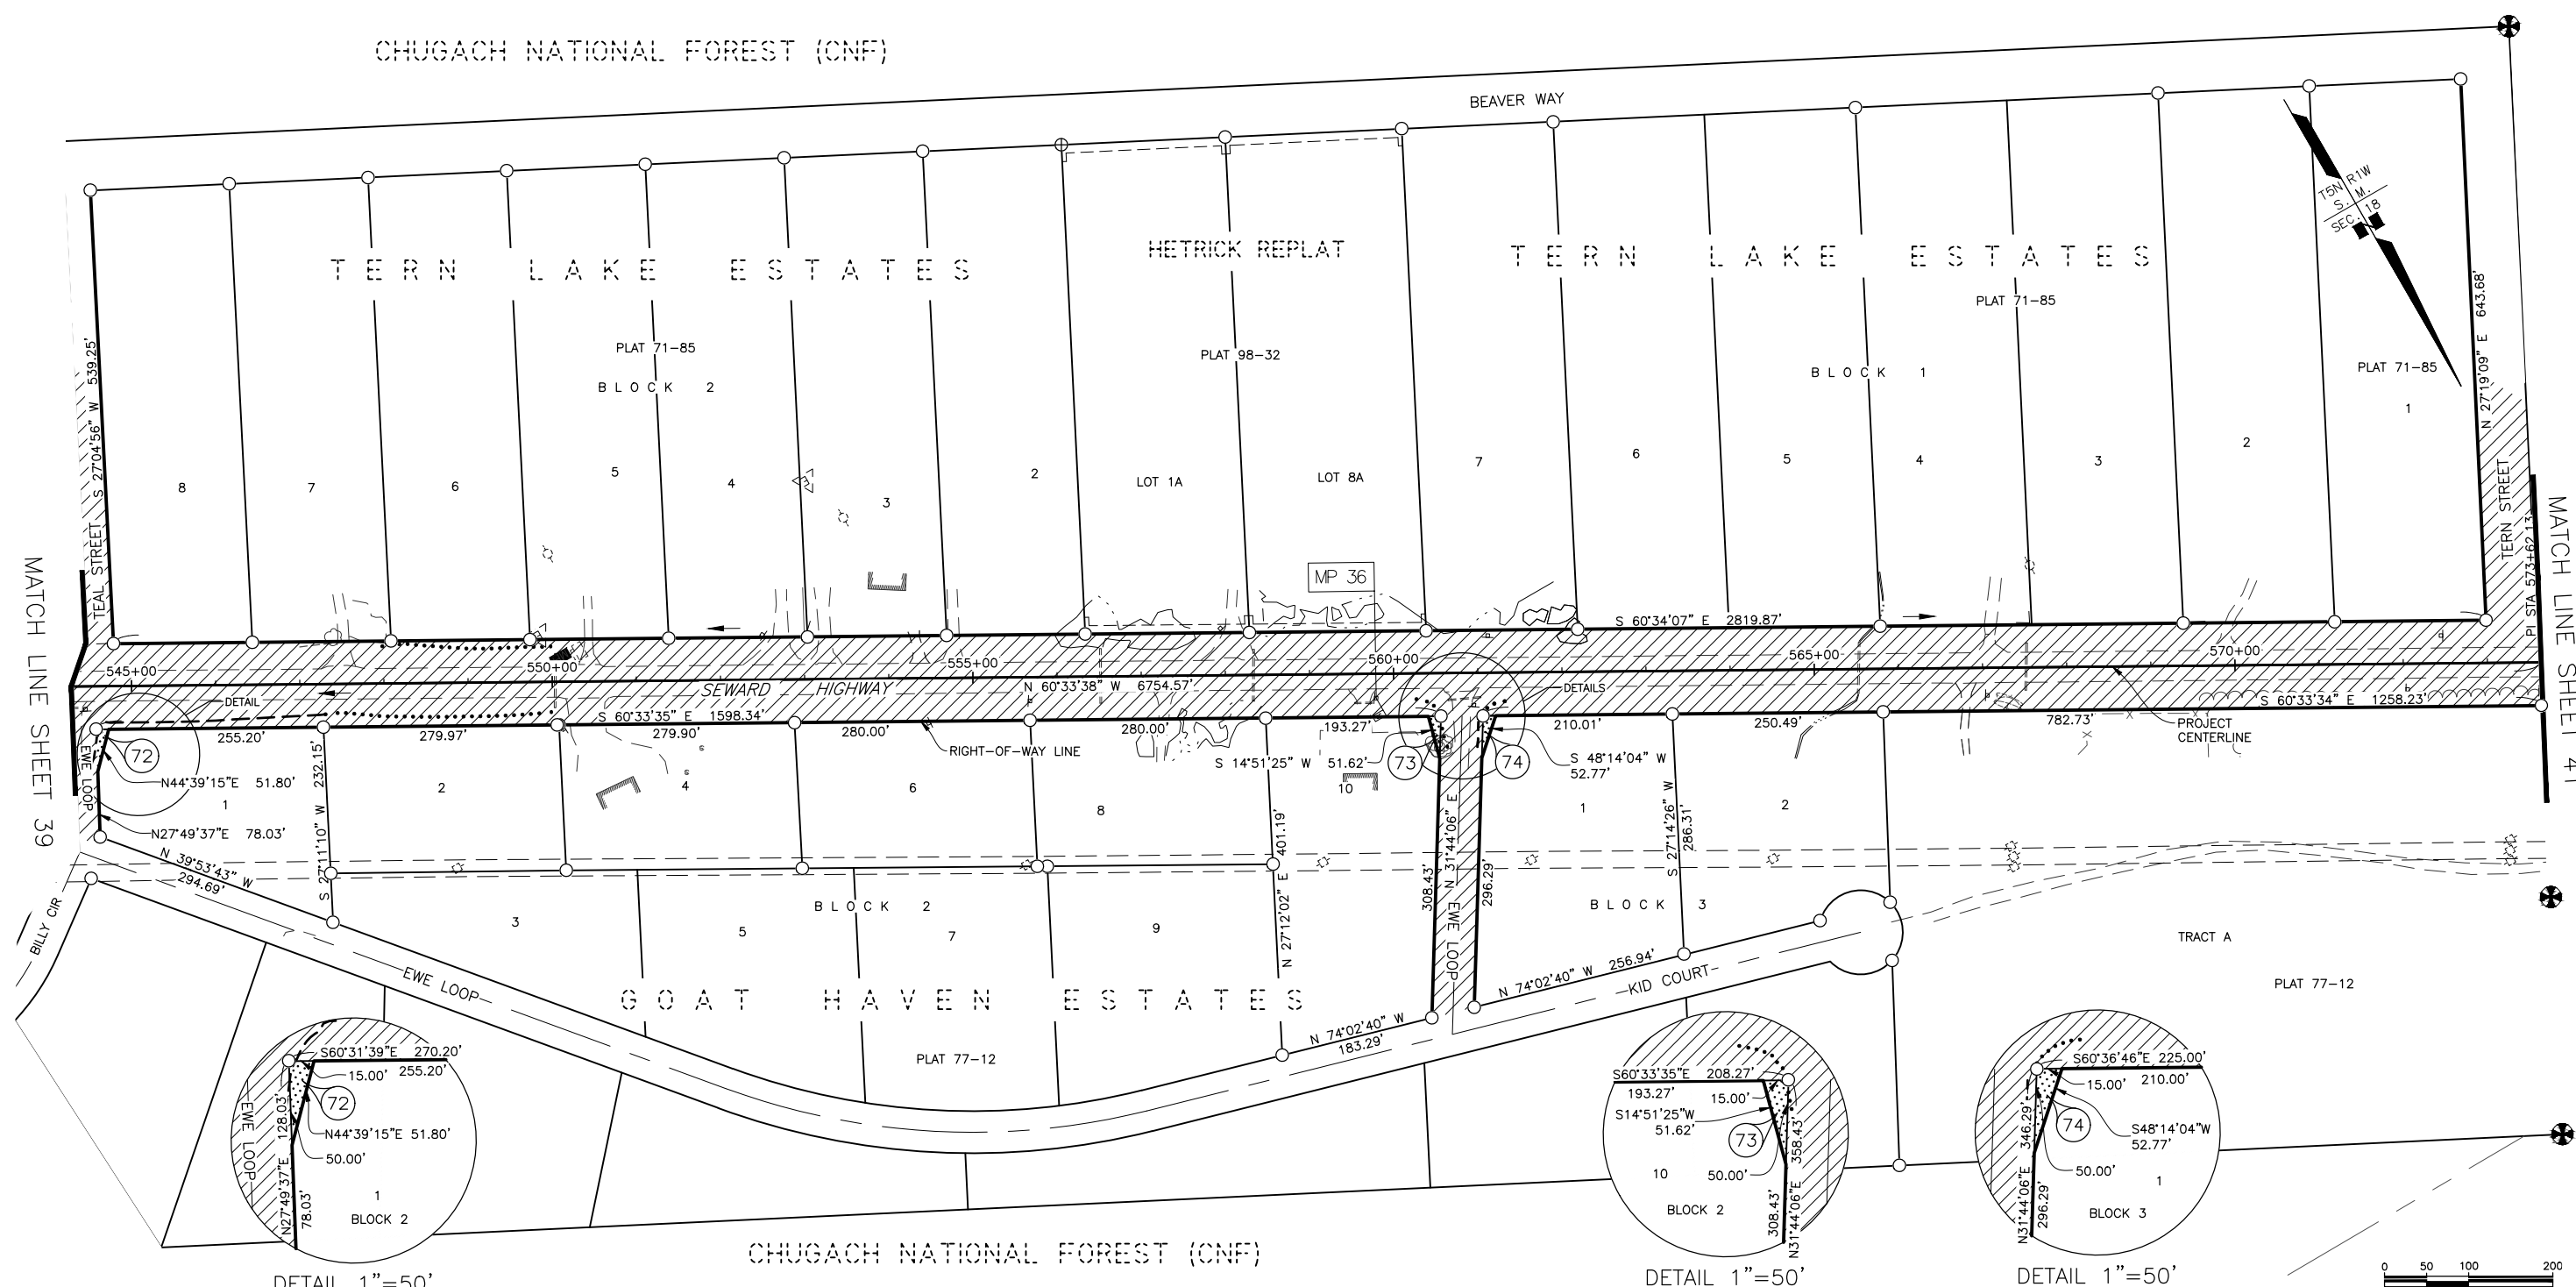 CHUGACH NATIONAL FOREST (CNF)
BEAVER WAY
T5N R1W
S. M.
SEC. 18
TERN LAKE ESTATES
HETRICK REPLAT
TERN LAKE ESTATES
PLAT 71-85
PLAT 71-85
PLAT 98-32
PLAT 71-85
BLOCK 2
BLOCK 1
1
8
7
6
5
4
3
2
LOT 1A
LOT 8A
7
6
5
4
3
2
S 27°04'56" W 539.25'
TEAL STREET
N 27°19'09" E 643.68'
TERN STREET
PI STA 573+62.13
MATCH LINE SHEET 39
MATCH LINE SHEET 41
MP 36
S 60°34'07" E 2819.87'
545+00
550+00
555+00
560+00
565+00
570+00
SEWARD HIGHWAY
N 60°33'38" W 6754.57'
DETAIL
DETAILS
S 60°33'35" E 1598.34'
S 60°33'34" E 1258.23'
255.20'
279.97'
279.90'
280.00'
280.00'
193.27'
210.01'
250.49'
782.73'
RIGHT-OF-WAY LINE
PROJECT
CENTERLINE
72
73
74
N44°39'15"E 51.80'
S 14°51'25" W 51.62'
S 48°14'04" W
52.77'
EWE LOOP
N27°49'37"E 78.03'
N 39°53'43" W
294.69'
S 27°11'10" W 232.15'
N 27°12'02" E 401.19'
308.43'
N 31°44'06" E
EWE LOOP
296.29'
S 27°14'26" W
286.31'
1
2
4
6
8
10
1
2
3
5
7
9
BLOCK 2
BLOCK 3
BILLY CIR
EWE LOOP
GOAT HAVEN ESTATES
PLAT 77-12
N 74°02'40" W
183.29'
N 74°02'40" W 256.94'
KID COURT
TRACT A
PLAT 77-12
S60°31'39"E 270.20'
15.00' 255.20'
72
N44°39'15"E 51.80'
50.00'
EWE LOOP
N27°49'37"E 128.03'
78.03'
1
BLOCK 2
DETAIL 1"=50'
CHUGACH NATIONAL FOREST (CNF)
S60°33'35"E 208.27'
193.27' 15.00'
S14°51'25"W
51.62'
73
10 50.00'
BLOCK 2
308.43'
N31°44'06"E 358.43'
DETAIL 1"=50'
S60°36'46"E 225.00'
15.00' 210.00'
74
S48°14'04"W
52.77'
50.00'
N31°44'06"E 346.29'
296.29'
1
BLOCK 3
DETAIL 1"=50'
0 50 100 200